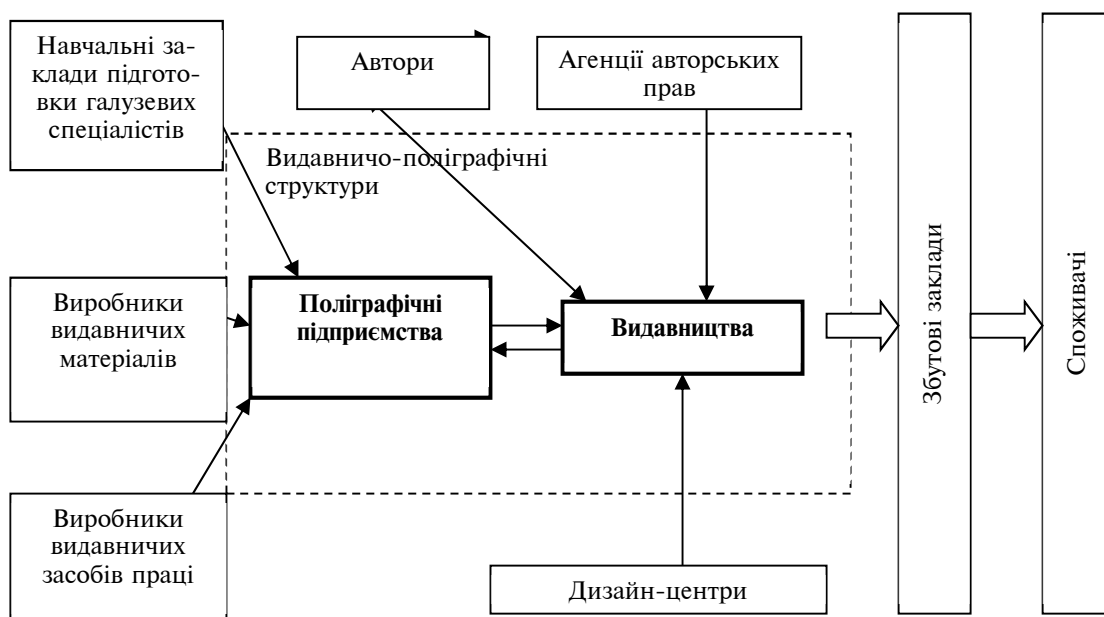 Навчальні за-
клади підгото-
вки галузевих
спеціалістів
Автори
Агенції авторських
прав
Видавничо-поліграфічні
структури
Виробники
видавничих
матеріалів
Поліграфічні
підприємства
Видавництва
Збутові заклади
Споживачі
Виробники
видавничих
засобів праці
Дизайн-центри